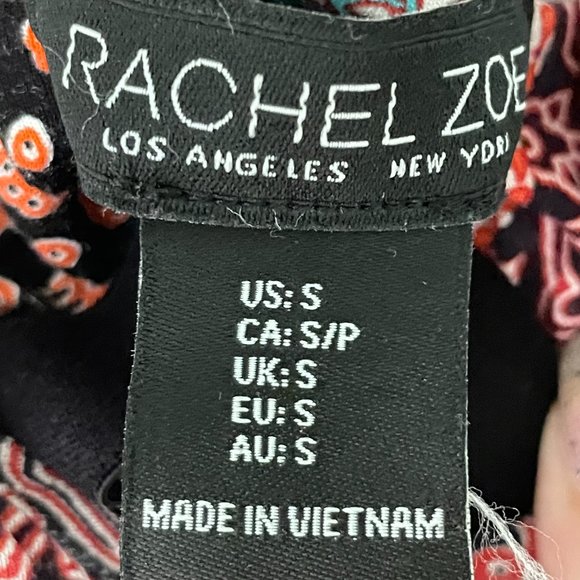 RACHEL ZOE
LOS ANGELES NEW YORK
US: S
CA: S/P
UK: S
EU: S
AU: S
MADE IN VIETNAM